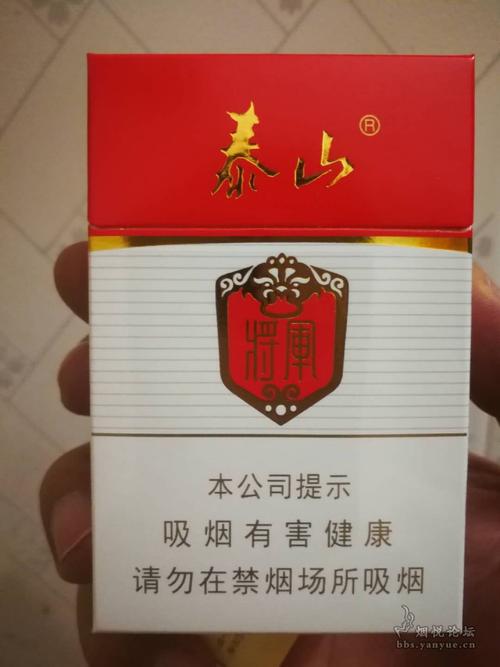 泰山®
将軍
本公司提示
吸烟有害健康
请勿在禁烟场所吸烟
烟悦论坛
bbs.yanyue.cn